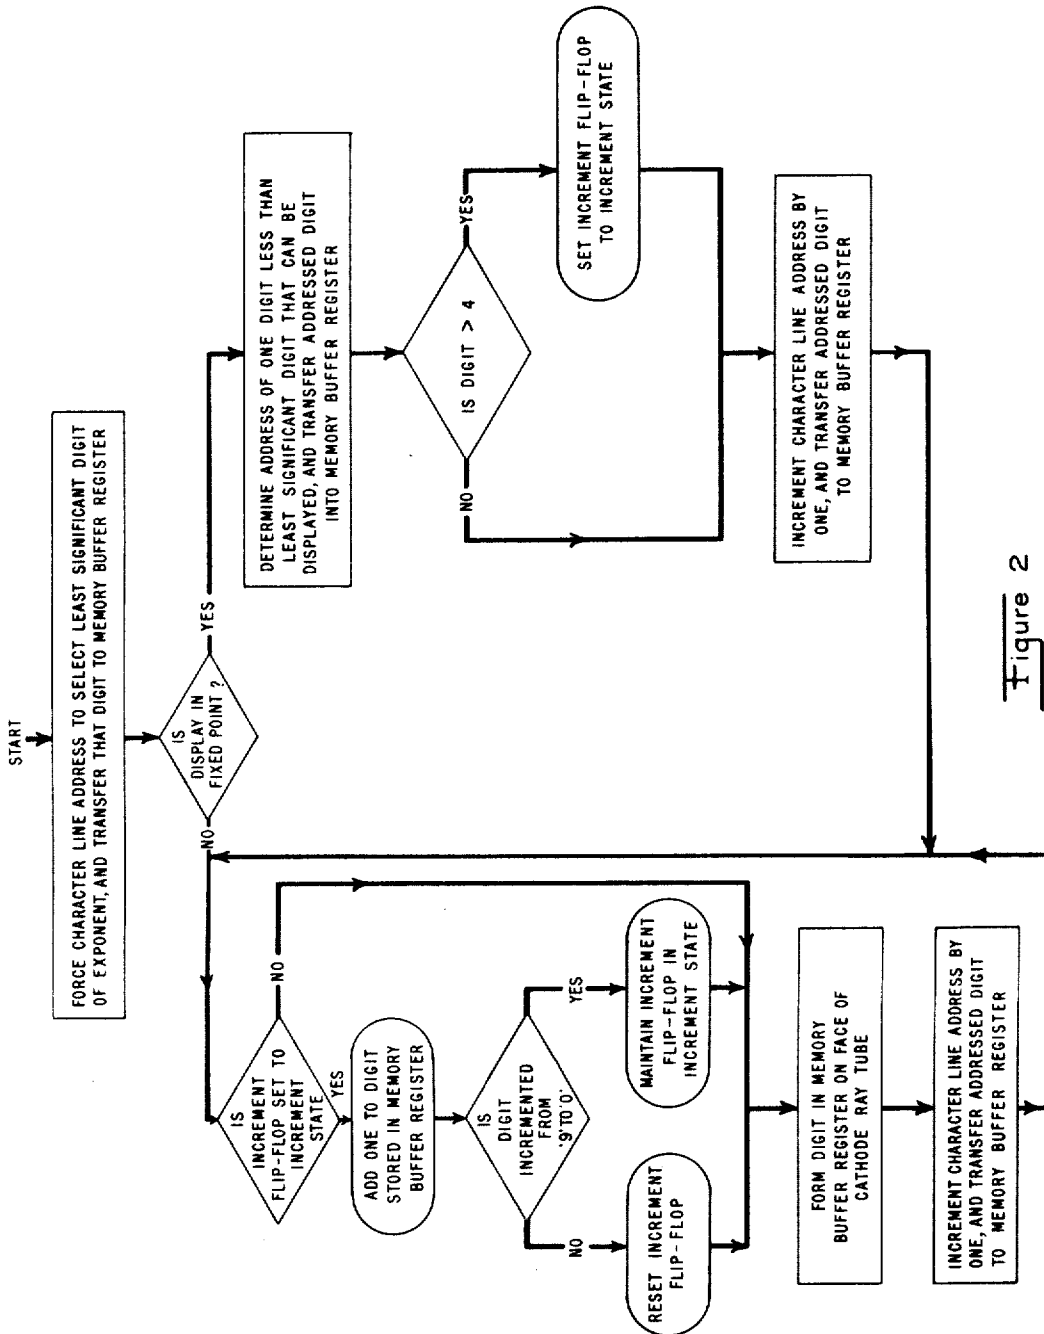 START
FORCE CHARACTER LINE ADDRESS TO SELECT LEAST SIGNIFICANT DIGIT
OF EXPONENT, AND TRANSFER THAT DIGIT TO MEMORY BUFFER REGISTER
IS
DISPLAY IN
FIXED POINT ?
NO
YES
DETERMINE ADDRESS OF ONE DIGIT LESS THAN
LEAST SIGNIFICANT DIGIT THAT CAN BE
DISPLAYED, AND TRANSFER ADDRESSED DIGIT
INTO MEMORY BUFFER REGISTER
IS DIGIT > 4
NO
YES
SET INCREMENT FLIP-FLOP
TO INCREMENT STATE
INCREMENT CHARACTER LINE ADDRESS BY
ONE, AND TRANSFER ADDRESSED DIGIT
TO MEMORY BUFFER REGISTER
IS
INCREMENT
FLIP-FLOP SET TO
INCREMENT
STATE
NO
YES
ADD ONE TO DIGIT
STORED IN MEMORY
BUFFER REGISTER
IS
DIGIT
INCREMENTED
FROM
'9' TO '0'.
NO
YES
RESET INCREMENT
FLIP-FLOP
MAINTAIN INCREMENT
FLIP-FLOP IN
INCREMENT STATE
FORM DIGIT IN MEMORY
BUFFER REGISTER ON FACE OF
CATHODE RAY TUBE
INCREMENT CHARACTER LINE ADDRESS BY
ONE, AND TRANSFER ADDRESSED DIGIT
TO MEMORY BUFFER REGISTER
Figure 2